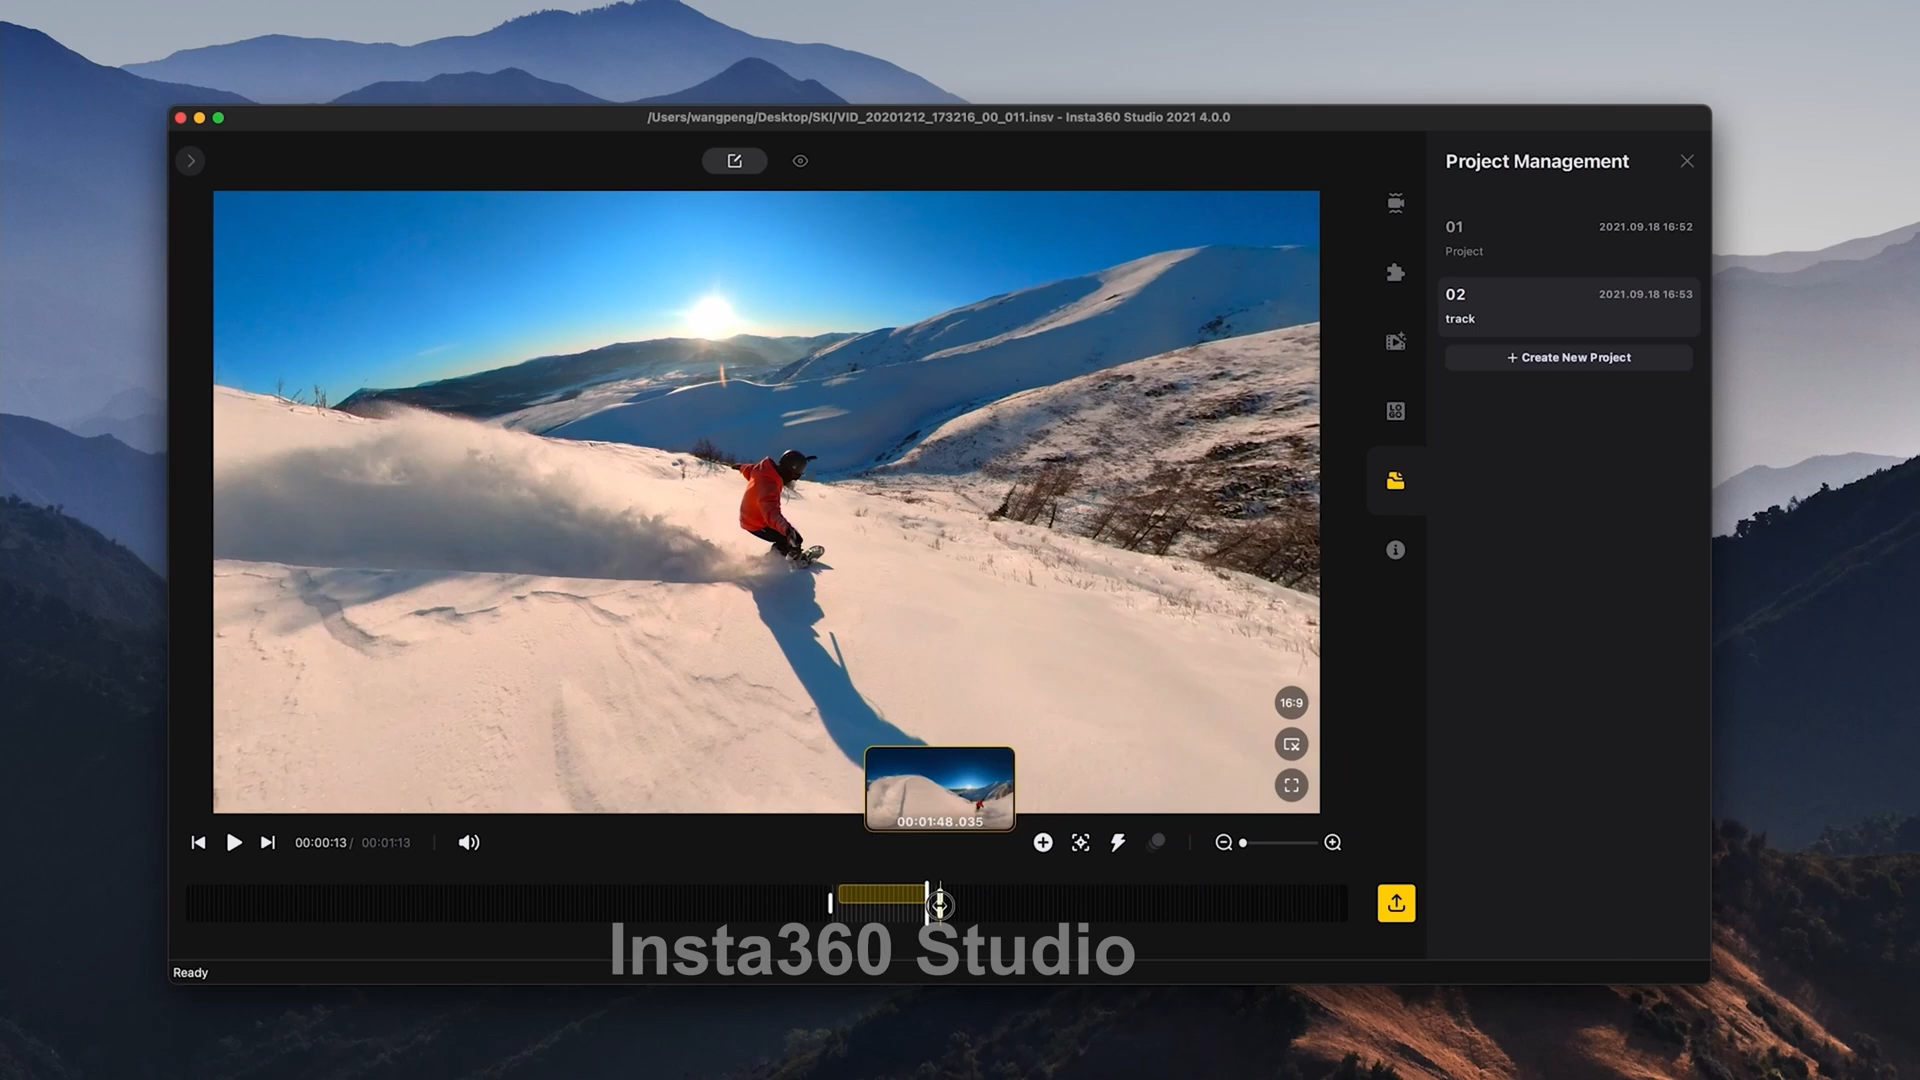 /Users/wangpeng/Desktop/SKI/VID_20201212_173216_00_011.insv - Insta360 Studio 2021 4.0.0
Project Management
01
2021.09.18 16:52
Project
02
2021.09.18 16:53
track
+ Create New Project
LO
GO
16:9
00:01:48.035
00:00:13 / 00:01:13
Insta360 Studio
Ready